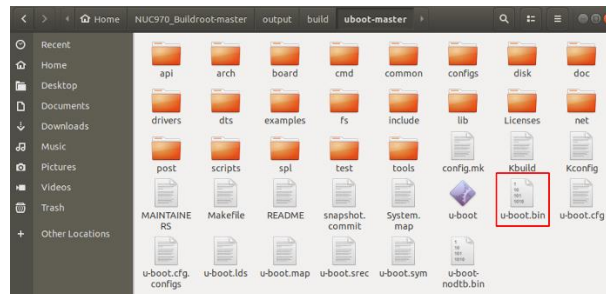 Home NUC970_Buildroot-master output build uboot-master
Recent
Home
Desktop
Documents
Downloads
Music
Pictures
Videos
Trash
Other Locations
api arch board cmd common configs disk doc
drivers dts examples fs include lib Licenses net
post scripts spl test tools config.mk Kbuild Kconfig
MAINTAINE
RS
Makefile README
snapshot.
commit
System.
map
u-boot u-boot.bin u-boot.cfg
u-boot.cfg.
configs
u-boot.lds u-boot.map u-boot.srec u-boot.sym
u-boot-
nodtb.bin